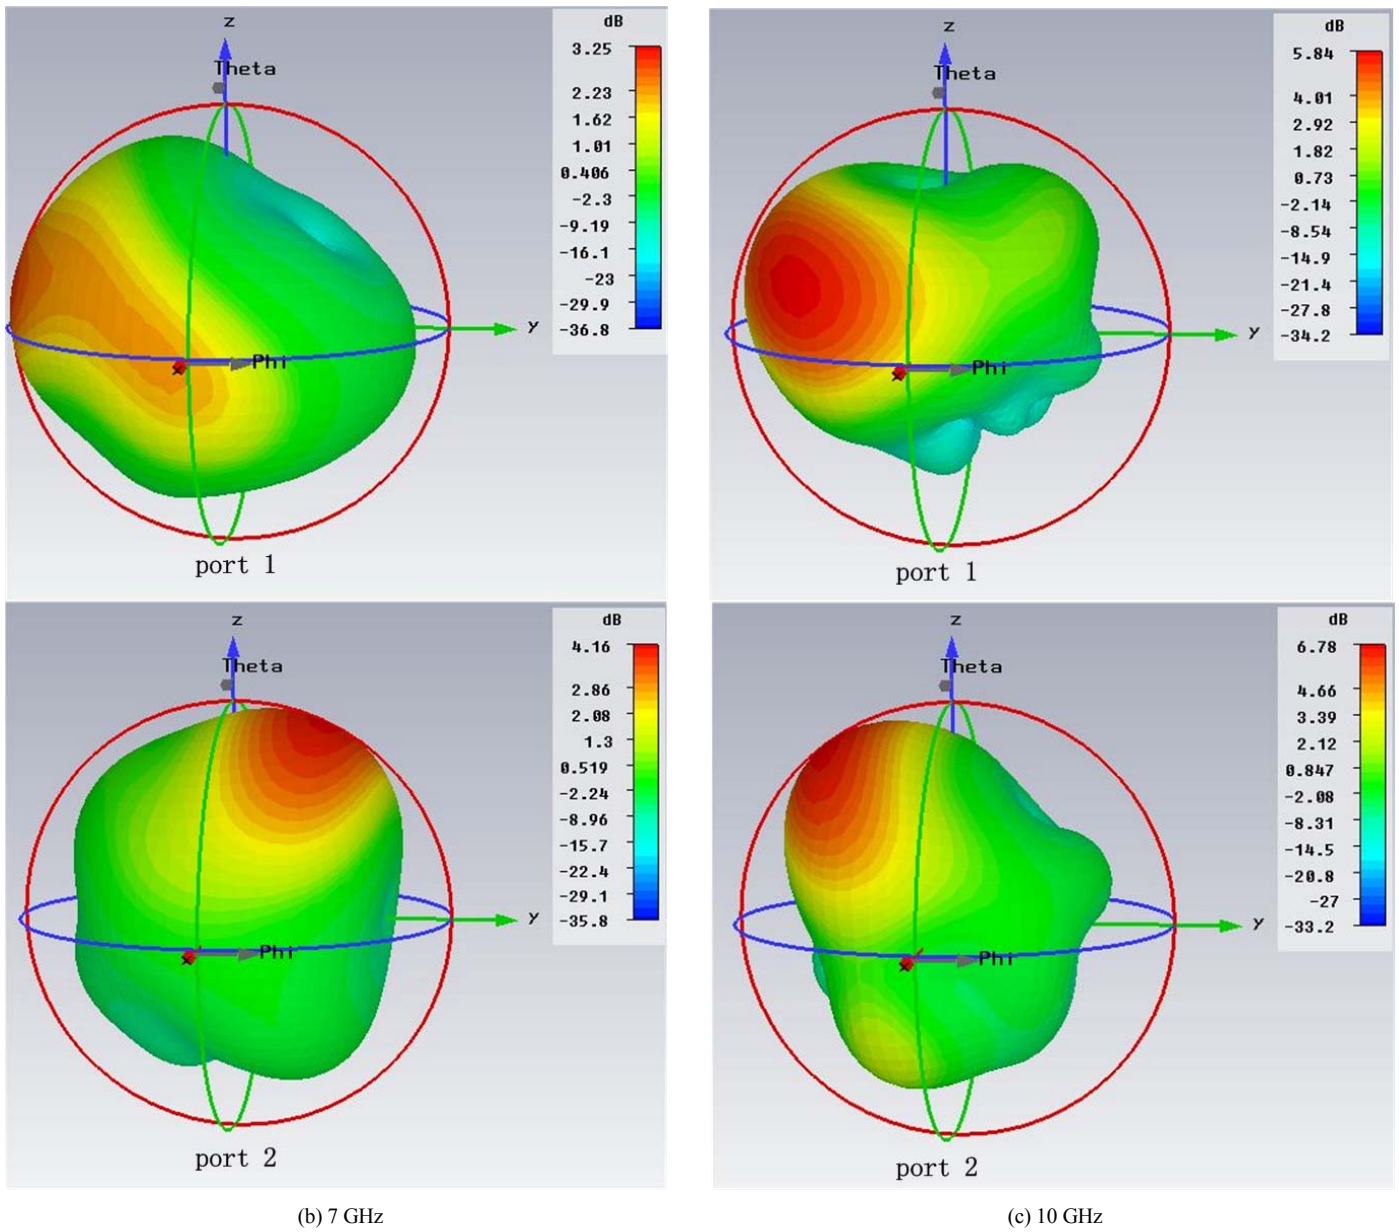 z
Theta
y
Phi
x
dB
3.25
2.23
1.62
1.01
0.406
-2.3
-9.19
-16.1
-23
-29.9
-36.8
port 1
z
Theta
y
Phi
x
dB
5.84
4.01
2.92
1.82
0.73
-2.14
-8.54
-14.9
-21.4
-27.8
-34.2
port 1
z
Theta
y
Phi
x
dB
4.16
2.86
2.08
1.3
0.519
-2.24
-8.96
-15.7
-22.4
-29.1
-35.8
port 2
z
Theta
y
Phi
x
dB
6.78
4.66
3.39
2.12
0.847
-2.08
-8.31
-14.5
-20.8
-27
-33.2
port 2
(b) 7 GHz
(c) 10 GHz